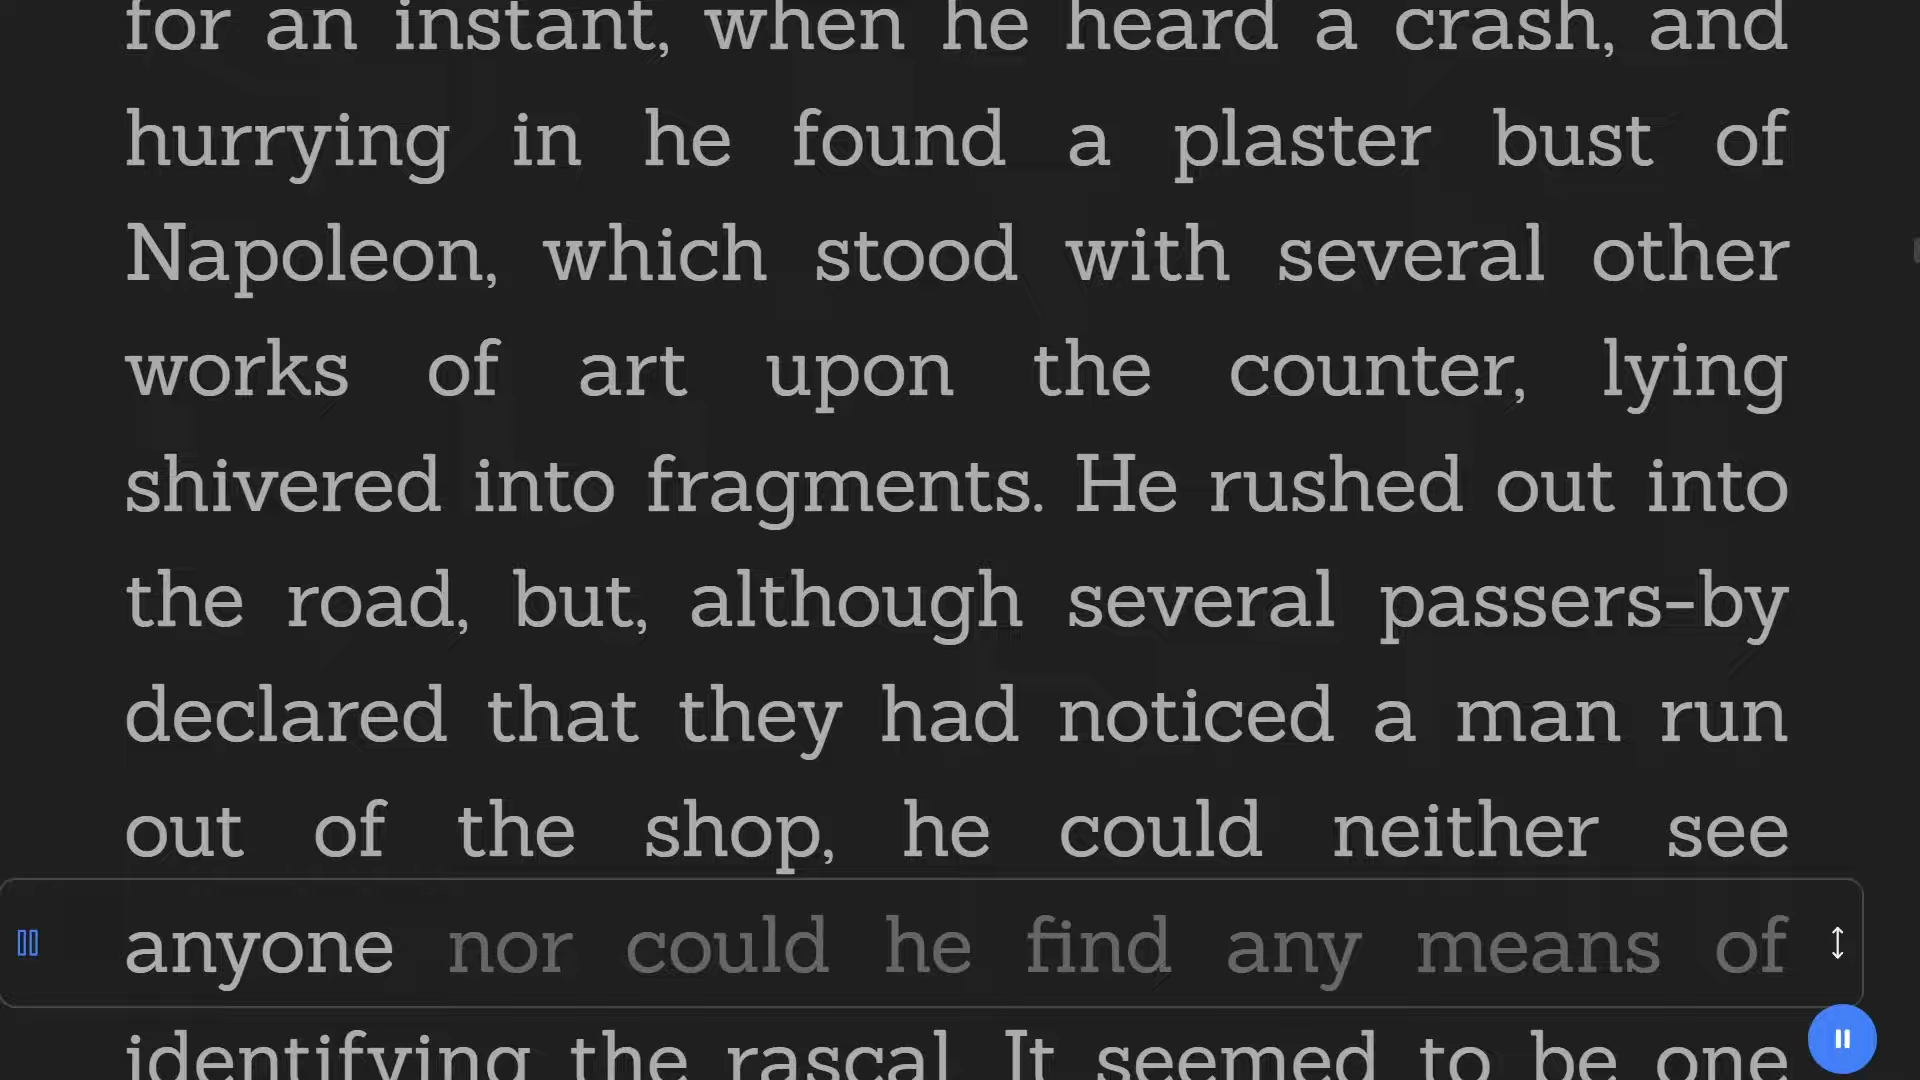 for an instant, when he heard a crash, and
hurrying in he found a plaster bust of
Napoleon, which stood with several other
works of art upon the counter, lying
shivered into fragments. He rushed out into
the road, but, although several passers-by
declared that they had noticed a man run
out of the shop, he could neither see
anyone nor could he find any means of
identifying the rascal. It seemed to be one